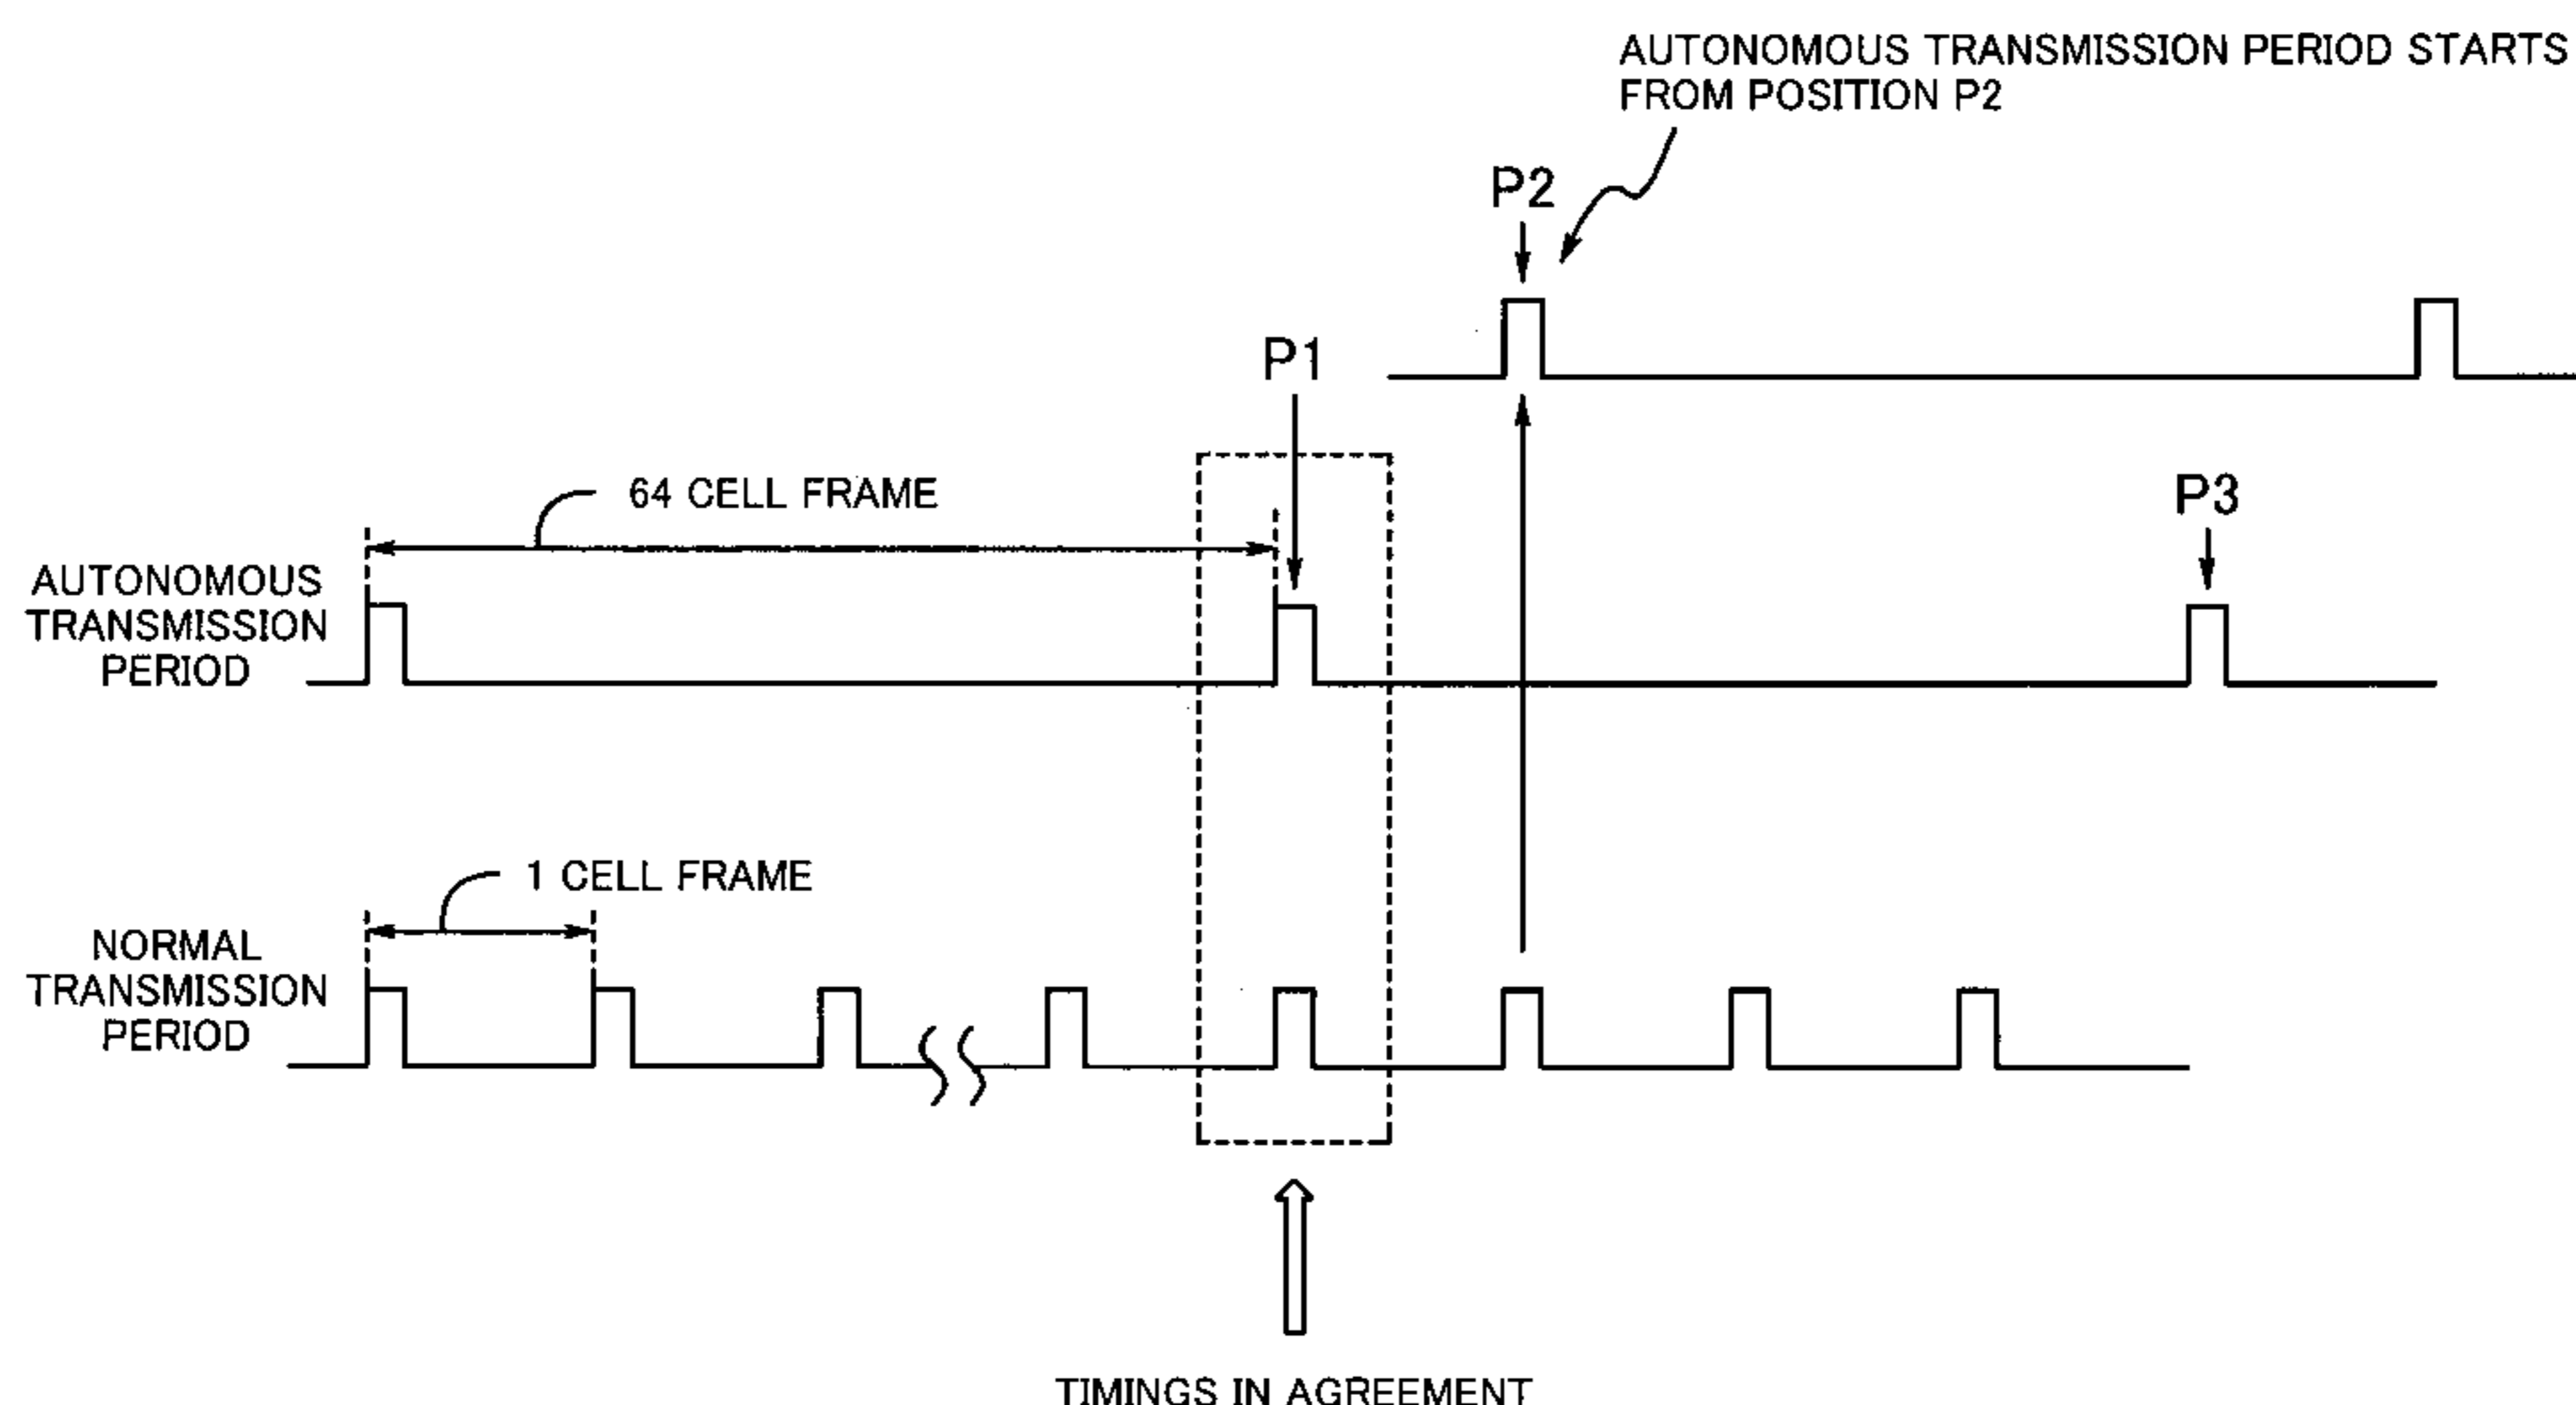 AUTONOMOUS TRANSMISSION PERIOD STARTS
FROM POSITION P2
P2
P1
64 CELL FRAME
P3
AUTONOMOUS
TRANSMISSION
PERIOD
1 CELL FRAME
NORMAL
TRANSMISSION
PERIOD
TIMINGS IN AGREEMENT